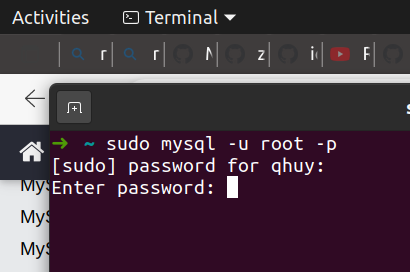 Activities
Terminal
r
r
M
z
F
➜ ~ sudo mysql -u root -p
[sudo] password for qhuy:
Enter password:
MyS
MyS
MyS